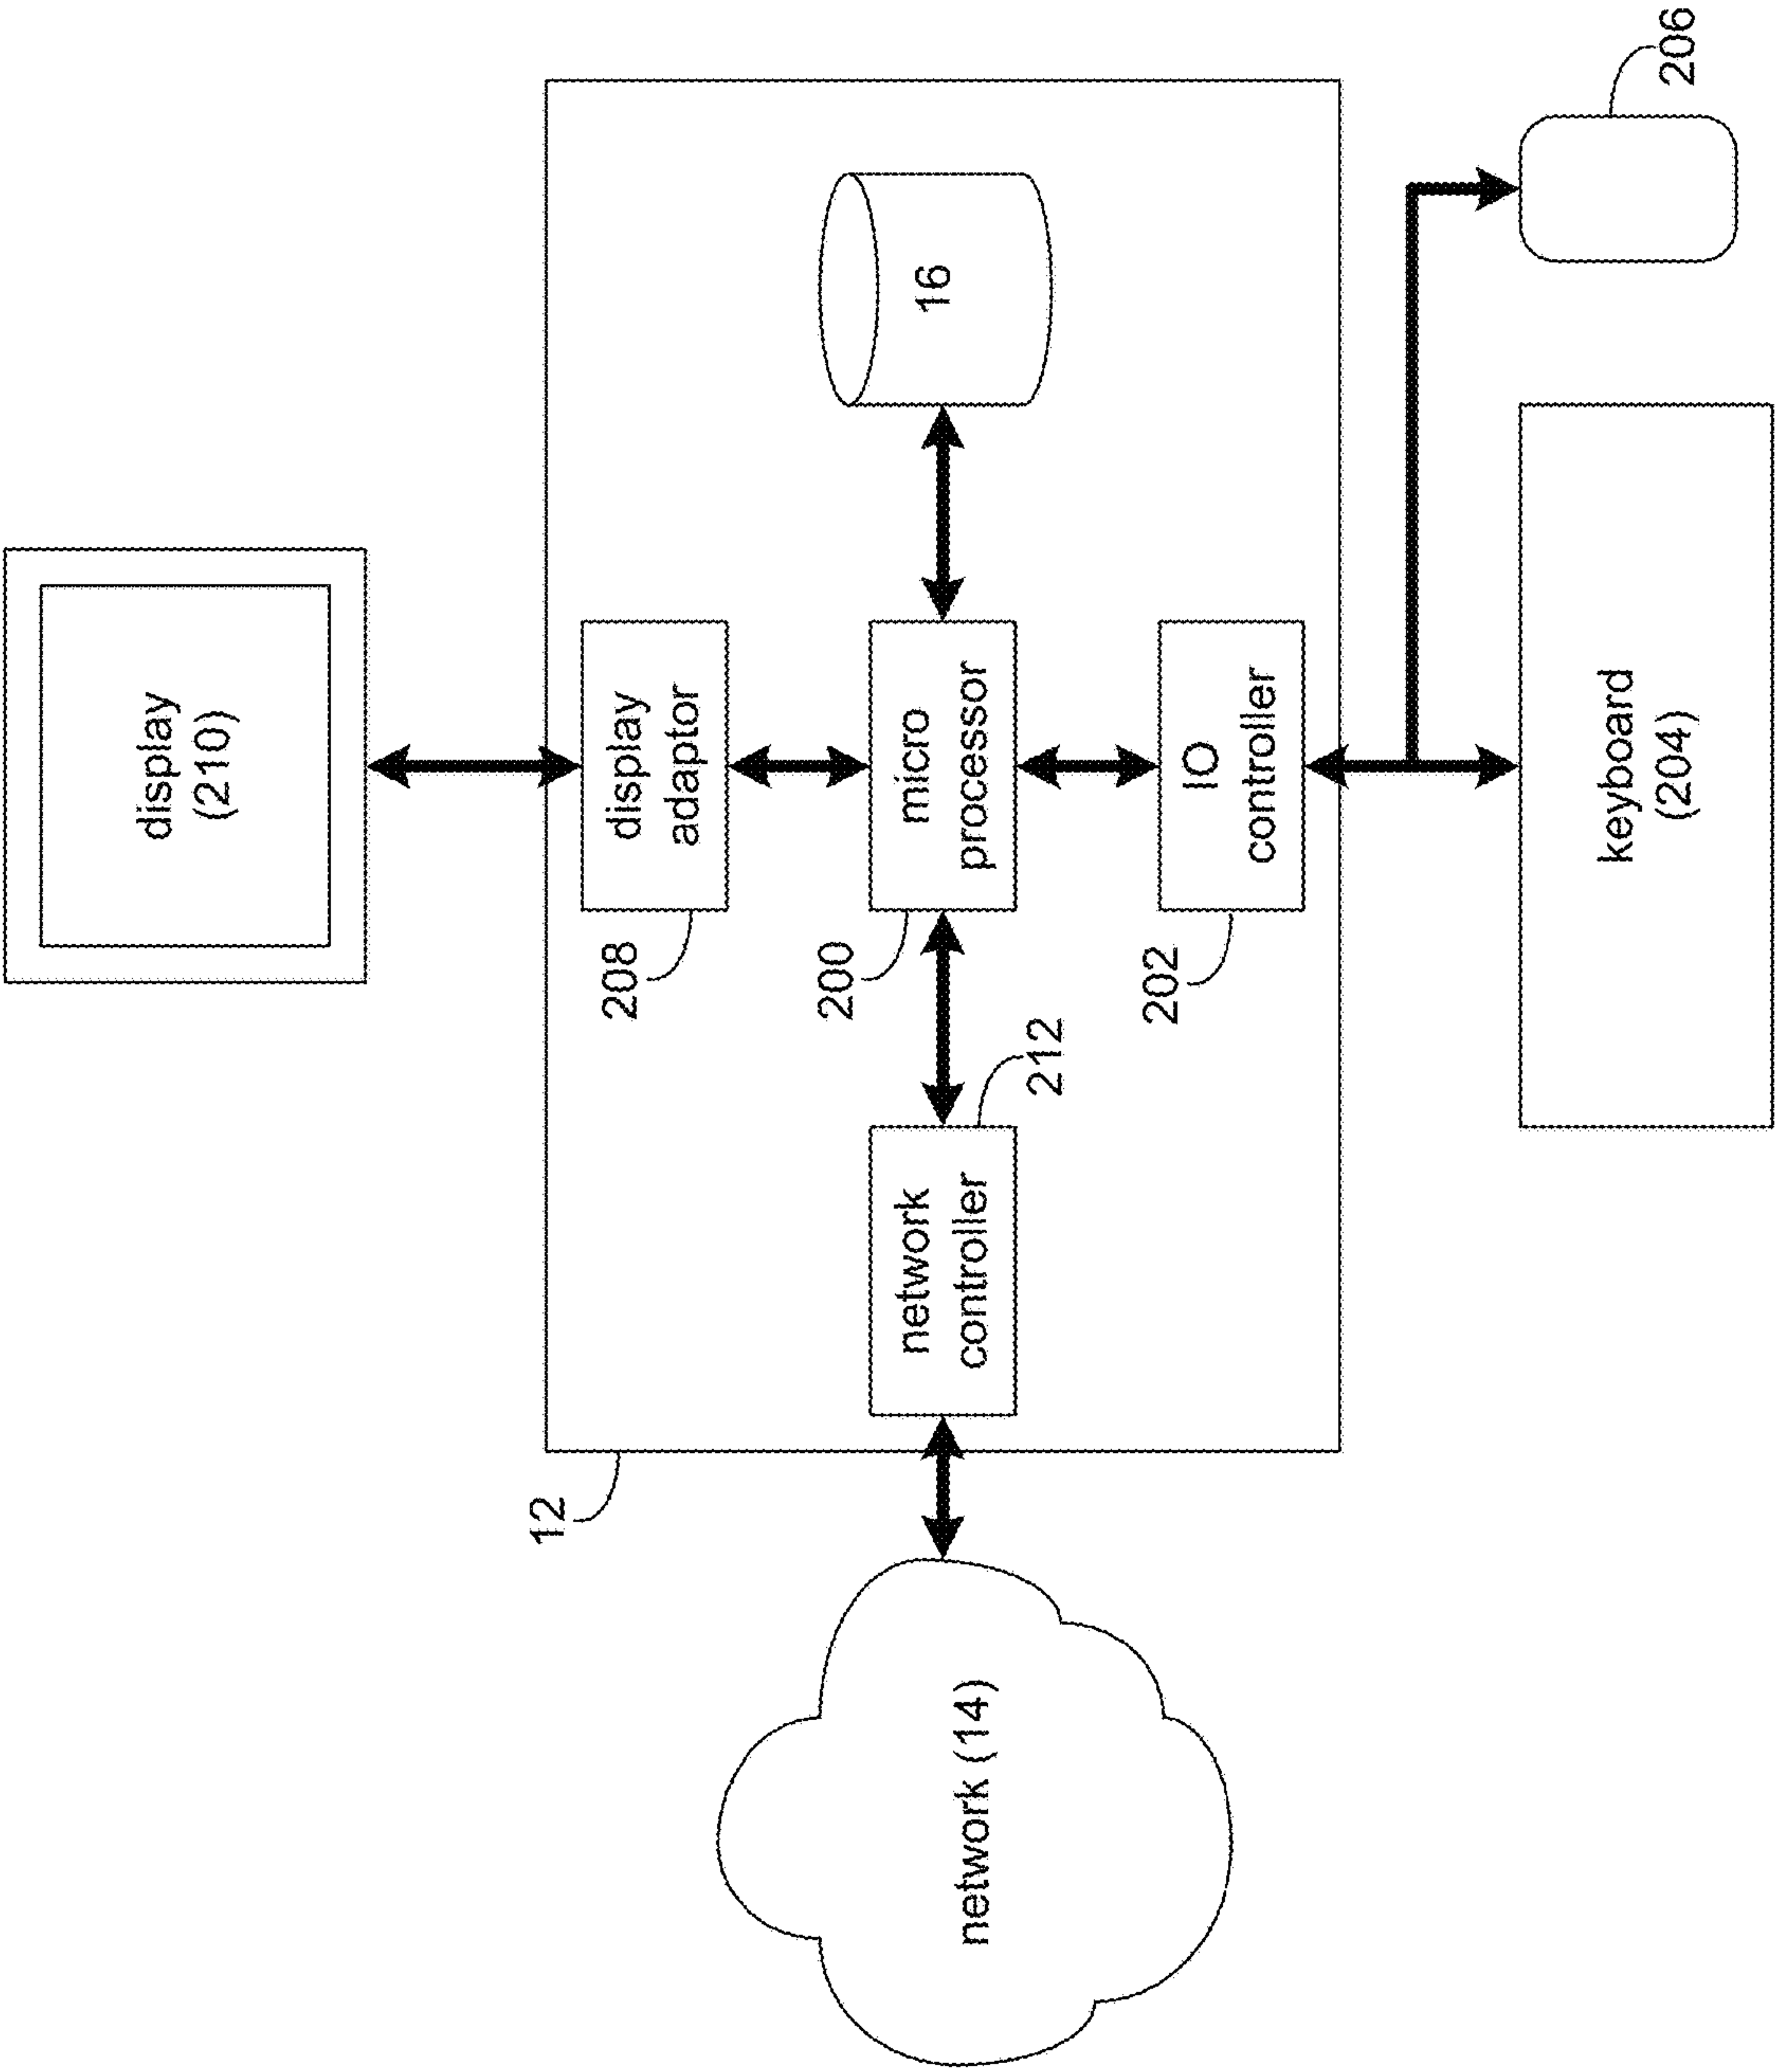 display
(210)
206
16
display
adaptor
208
micro
processor
200
IO
controller
202
keyboard
(204)
212
network
controller
12
network (14)